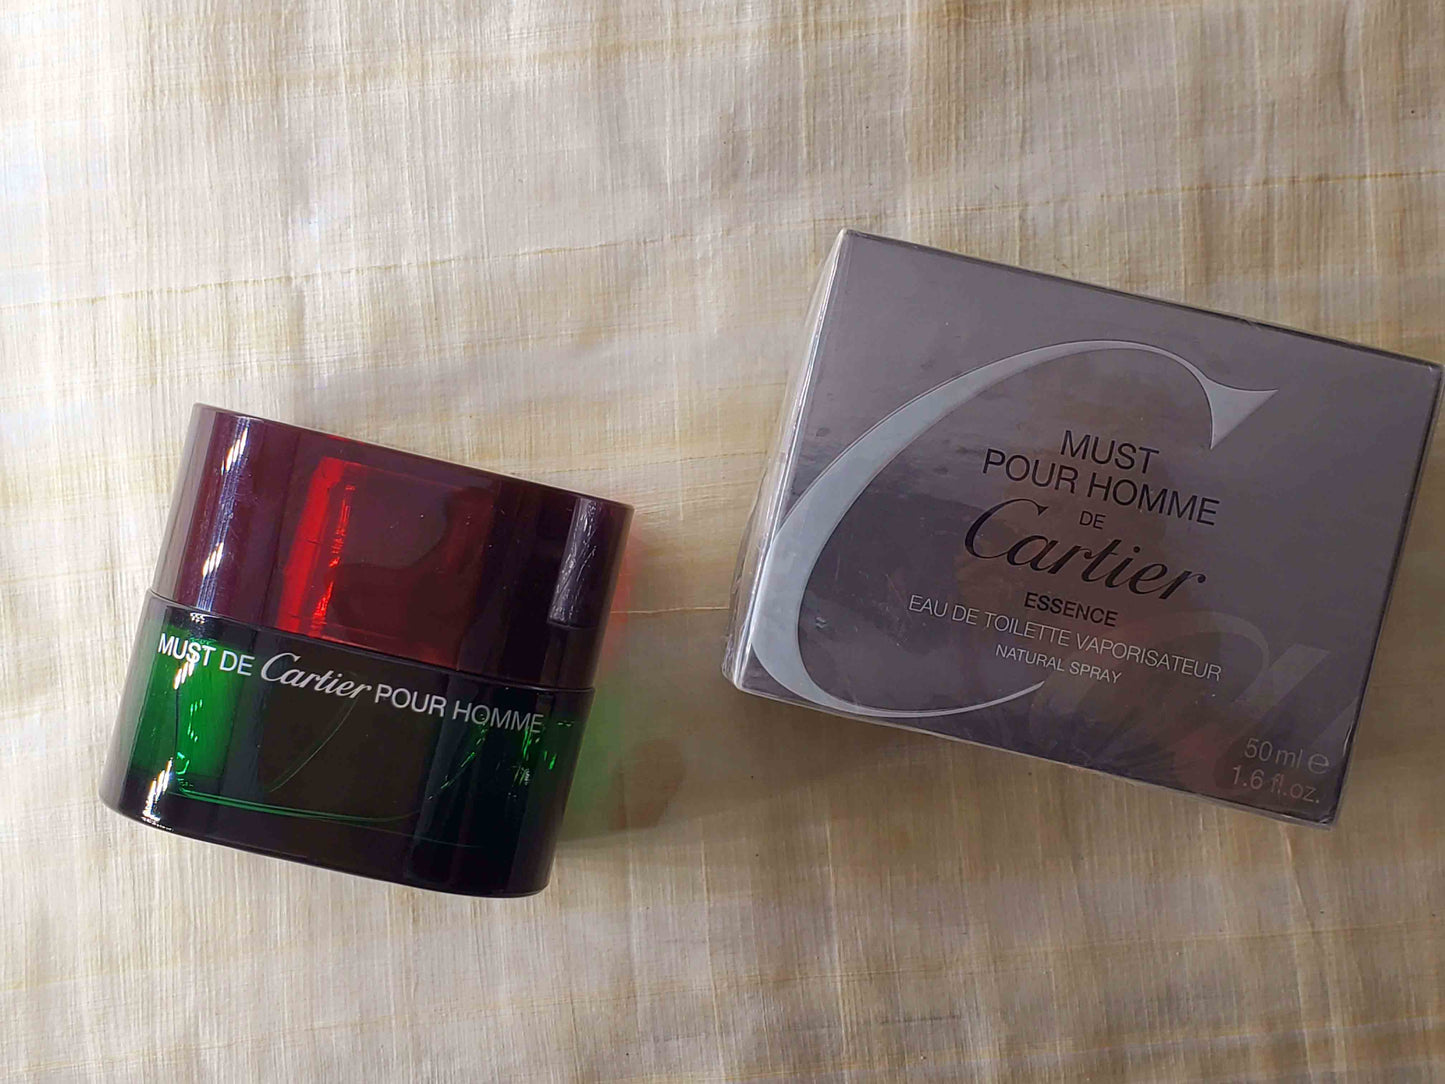 MUST DE Cartier POUR HOMME
MUST
POUR HOMME
DE
Cartier
ESSENCE
EAU DE TOILETTE VAPORISATEUR
NATURAL SPRAY
50 ml ℮
1.6 fl.oz.